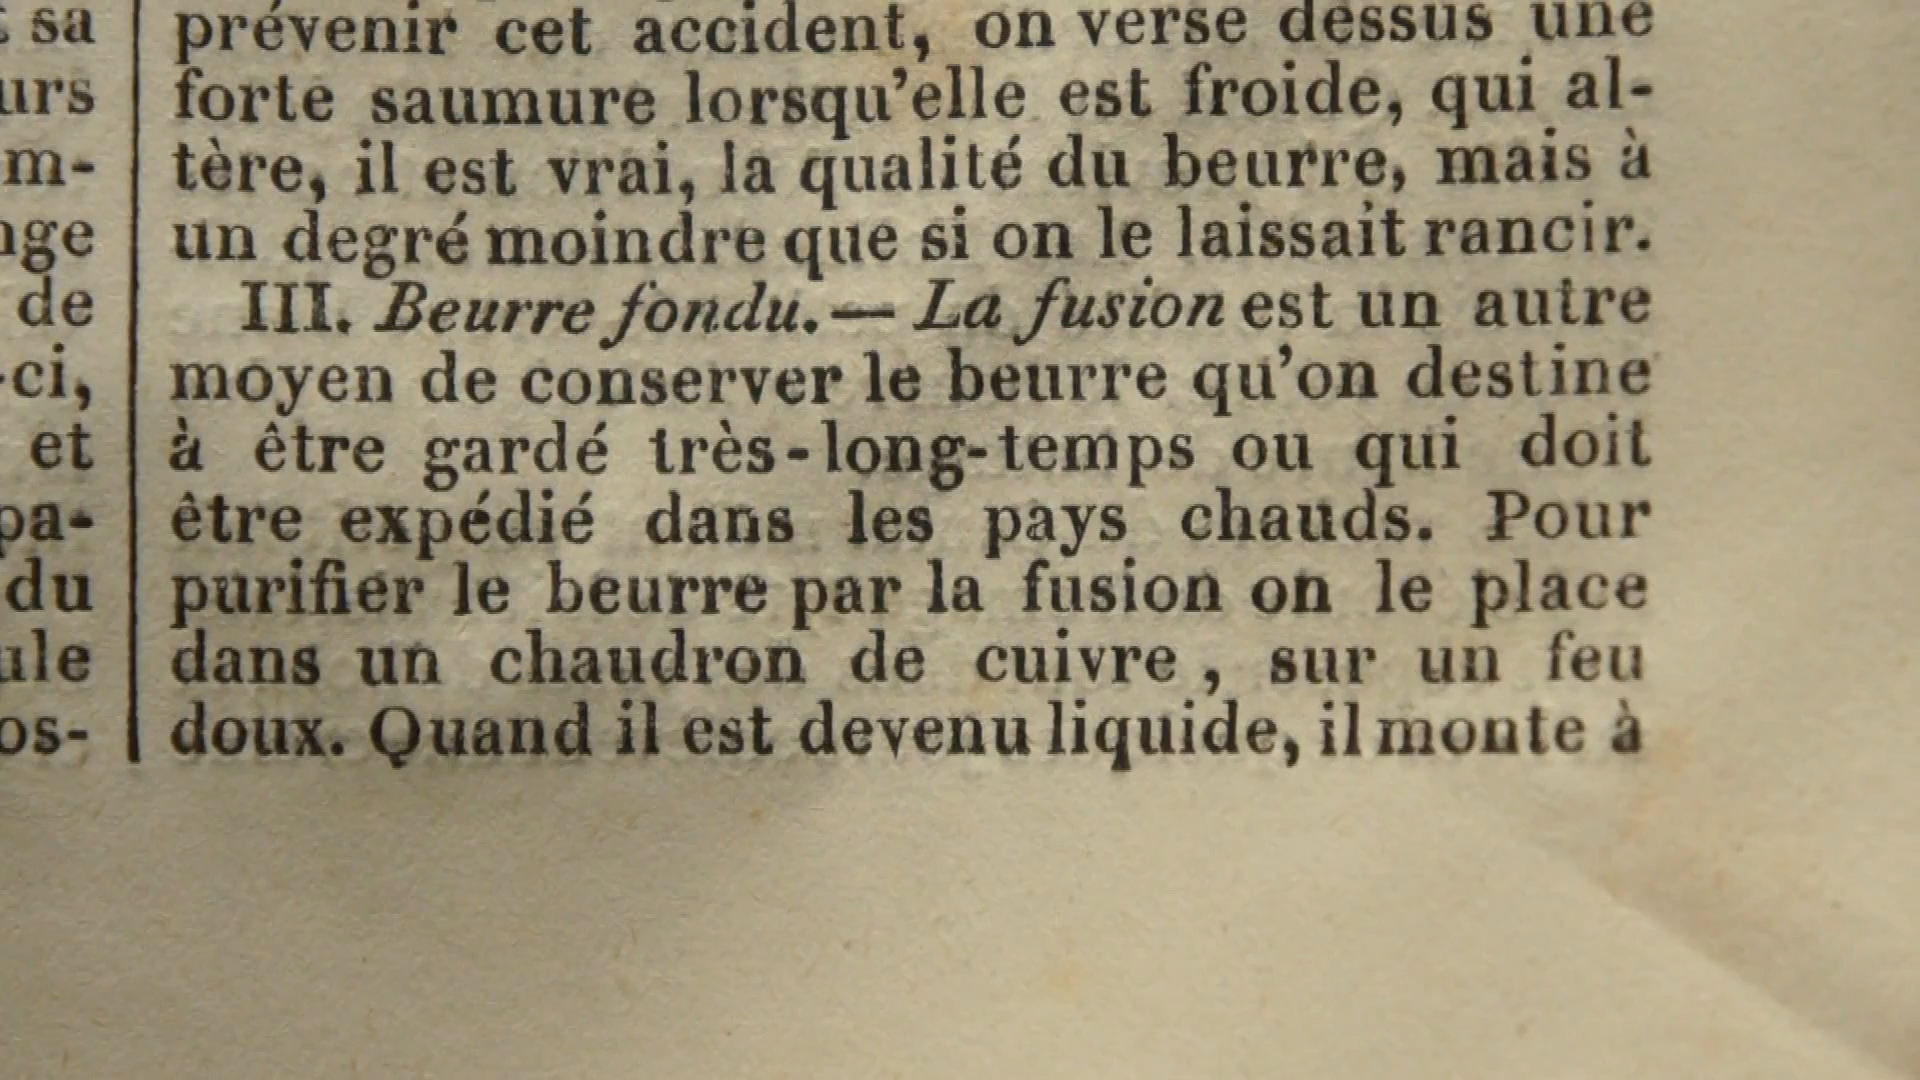 sa
urs
m-
nge
de
-ci,
et
pa-
du
ule
os-
prévenir cet accident, on verse dessus une
forte saumure lorsqu'elle est froide, qui al-
tère, il est vrai, la qualité du beurre, mais à
un degré moindre que si on le laissait rancir.
III. Beurre fondu. — La fusion est un autre
moyen de conserver le beurre qu'on destine
à être gardé très-long-temps ou qui doit
être expédié dans les pays chauds. Pour
purifier le beurre par la fusion on le place
dans un chaudron de cuivre , sur un feu
doux. Quand il est devenu liquide, il monte à